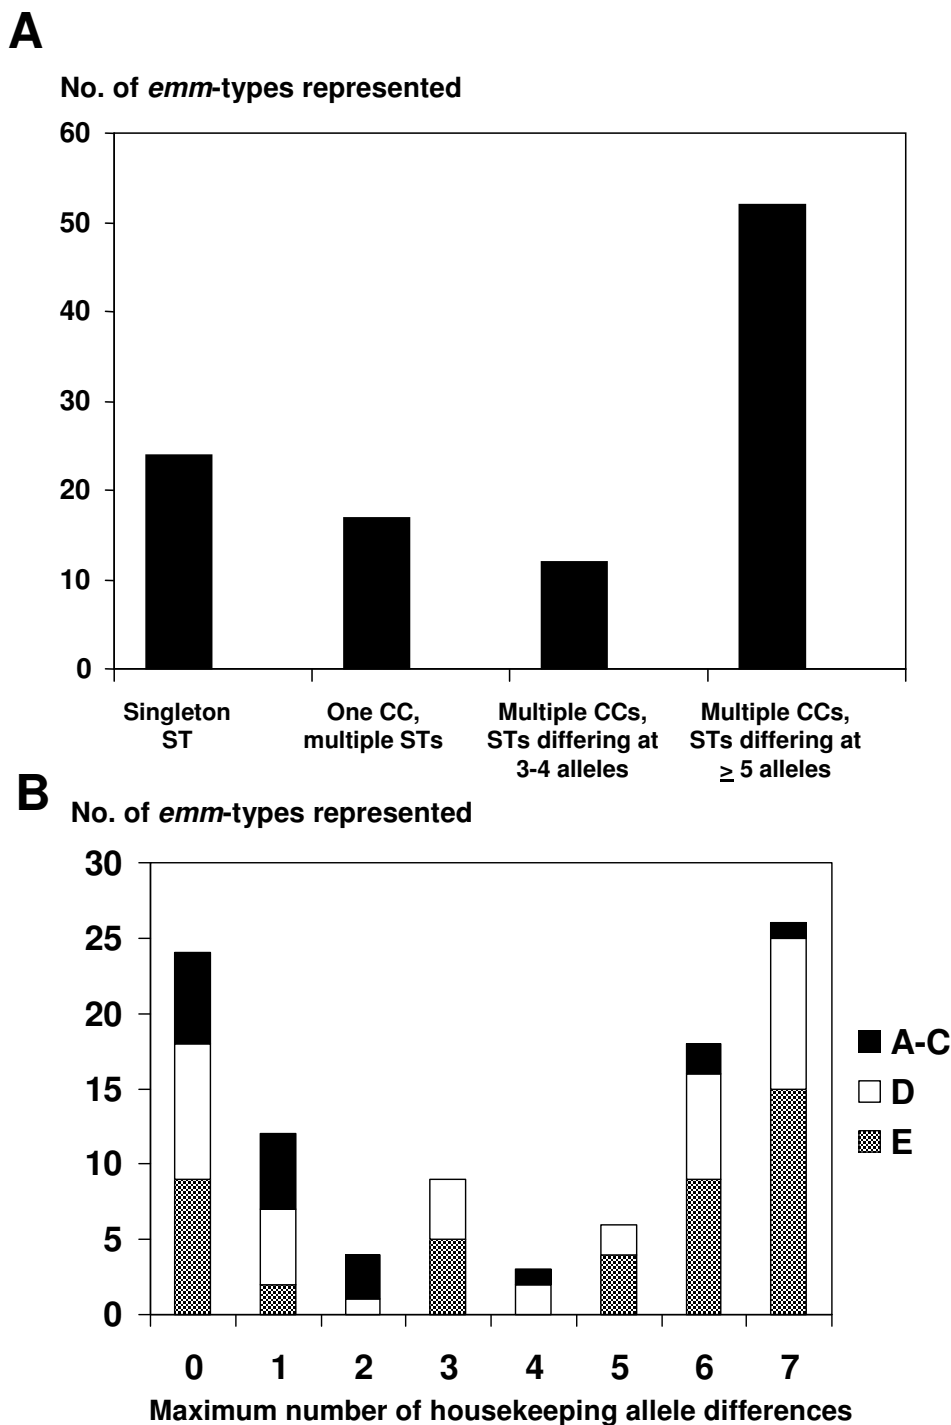 A
No. of emm-types represented
60
50
40
30
20
10
0
Singleton
ST
One CC,
multiple STs
Multiple CCs,
STs differing at
3-4 alleles
Multiple CCs,
STs differing at
≥ 5 alleles
B
No. of emm-types represented
30
25
20
15
10
5
0
0 1 2 3 4 5 6 7
Maximum number of housekeeping allele differences
A-C
D
E